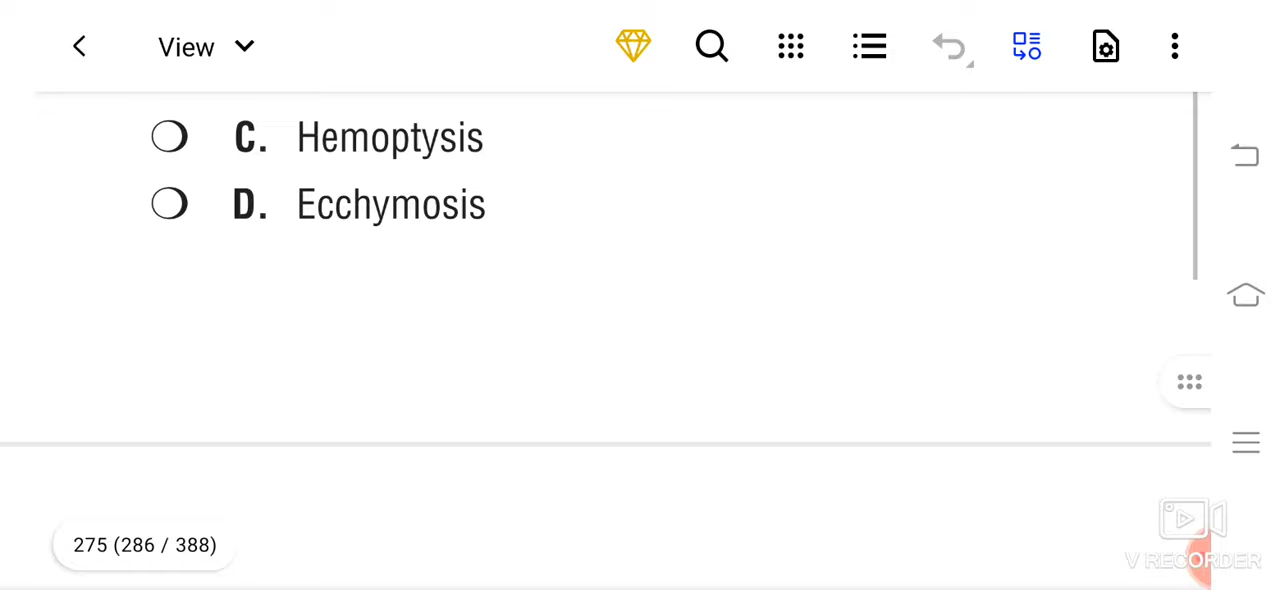 View
C. Hemoptysis
D. Ecchymosis
275 (286 / 388)
V RECORDER